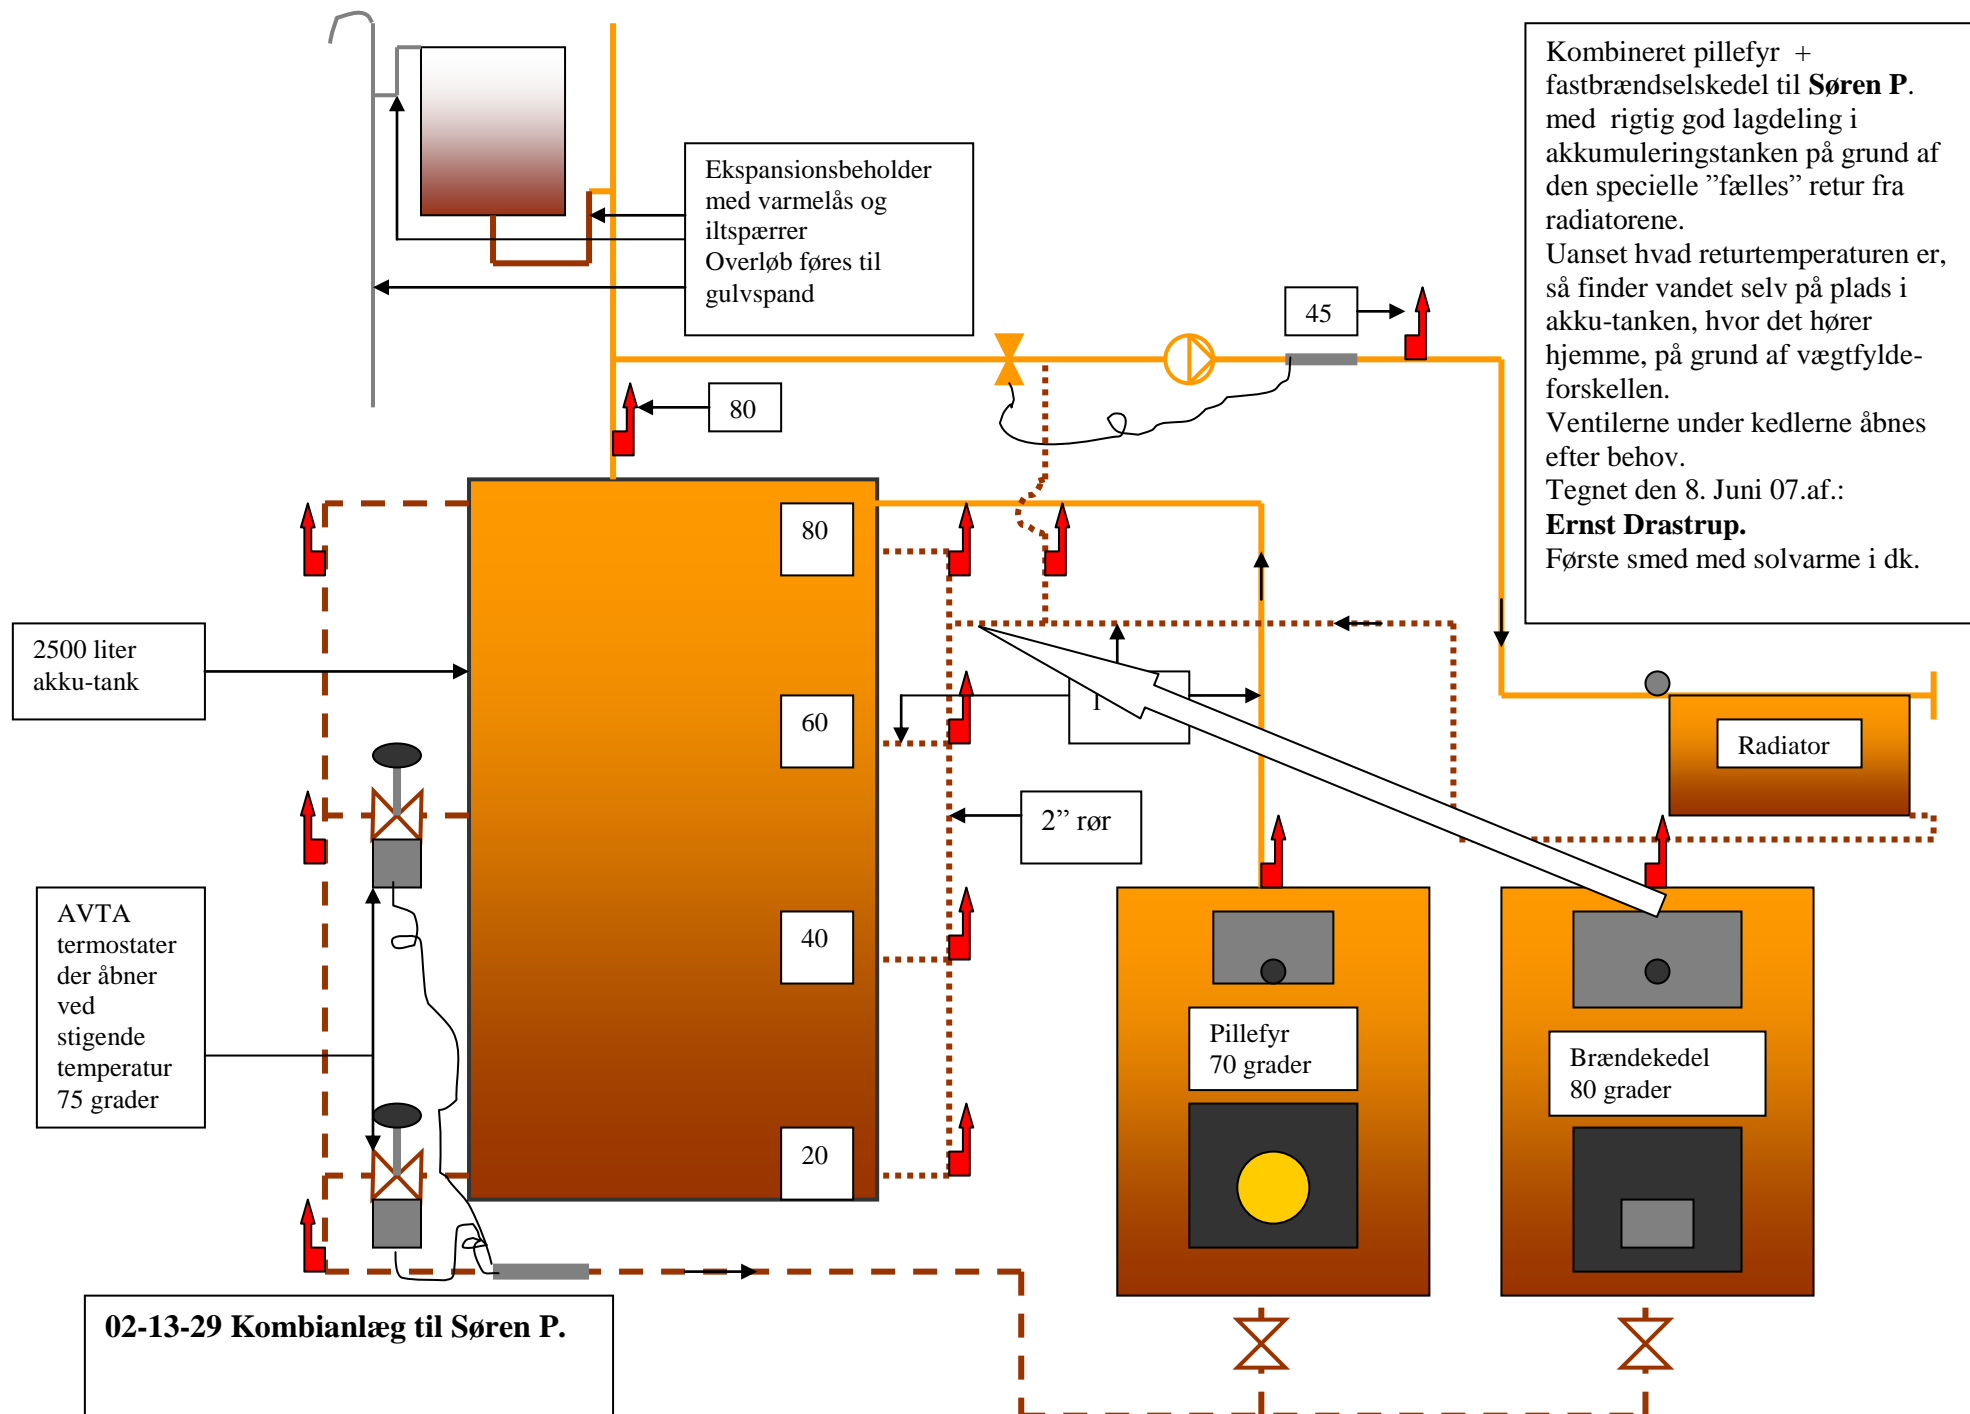 Kombineret pillefyr +
fastbrændselskedel til Søren P.
med rigtig god lagdeling i
akkumuleringstanken på grund af
den specielle ”fælles” retur fra
radiatorene.
Uanset hvad returtemperaturen er,
så finder vandet selv på plads i
akku-tanken, hvor det hører
hjemme, på grund af vægtfylde-
forskellen.
Ventilerne under kedlerne åbnes
efter behov.
Tegnet den 8. Juni 07.af.:
Ernst Drastrup.
Første smed med solvarme i dk.
Ekspansionsbeholder
med varmelås og
iltspærrer
Overløb føres til
gulvspand
45
80
80
2500 liter
akku-tank
60
Radiator
2” rør
AVTA
termostater
der åbner
ved
stigende
temperatur
75 grader
40
Pillefyr
70 grader
Brændekedel
80 grader
20
02-13-29 Kombianlæg til Søren P.